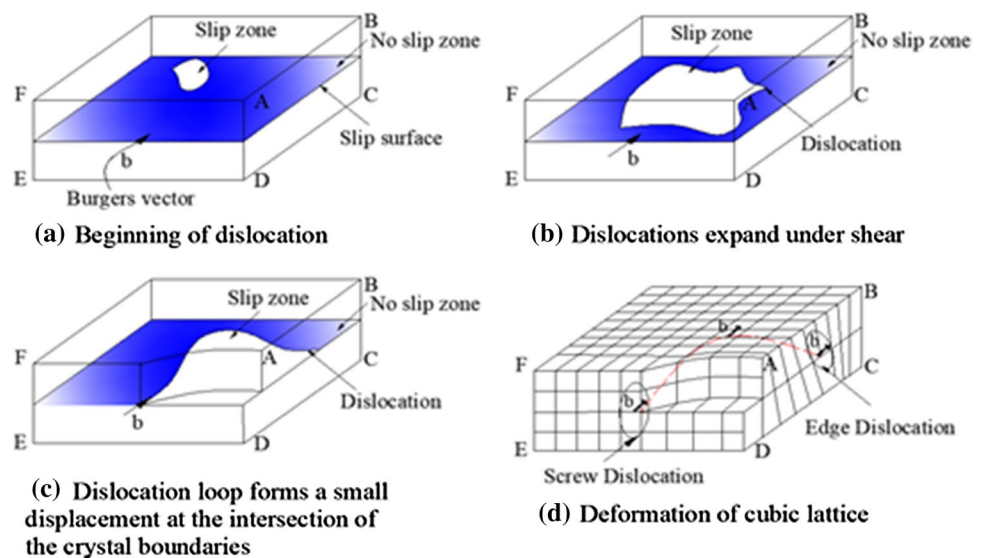 Slip zone
B
No slip zone
F
A
C
Slip surface
b
E
D
Burgers vector
(a) Beginning of dislocation
Slip zone
B
No slip zone
F
A
C
Dislocation
b
E
D
(b) Dislocations expand under shear
Slip zone
B
No slip zone
F
A
C
Dislocation
b
E
D
(c) Dislocation loop forms a small
displacement at the intersection of
the crystal boundaries
B
b
b
F
A
C
b
Edge Dislocation
E
D
Screw Dislocation
(d) Deformation of cubic lattice